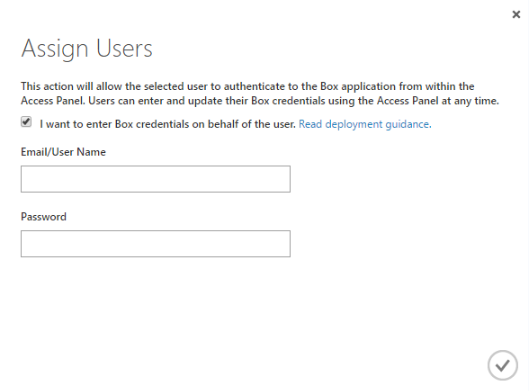 Assign Users
This action will allow the selected user to authenticate to the Box application from within the
Access Panel. Users can enter and update their Box credentials using the Access Panel at any time.
I want to enter Box credentials on behalf of the user. Read deployment guidance.
Email/User Name
Password